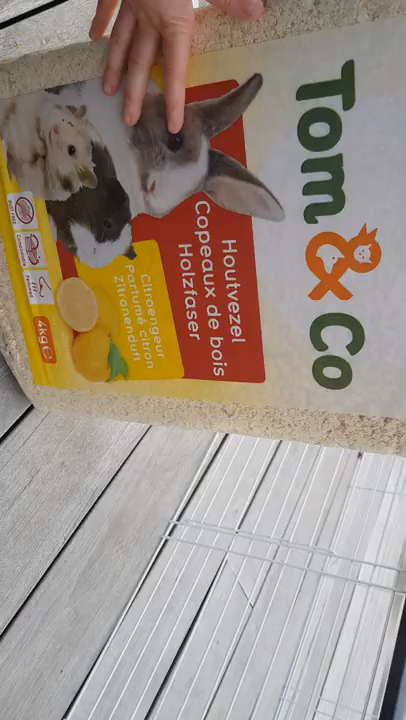 Tom & Co
Houtvezel
Copeaux de bois
Holzfaser
Citroengeur
Parfumé citron
Zitronenduft
4kg e